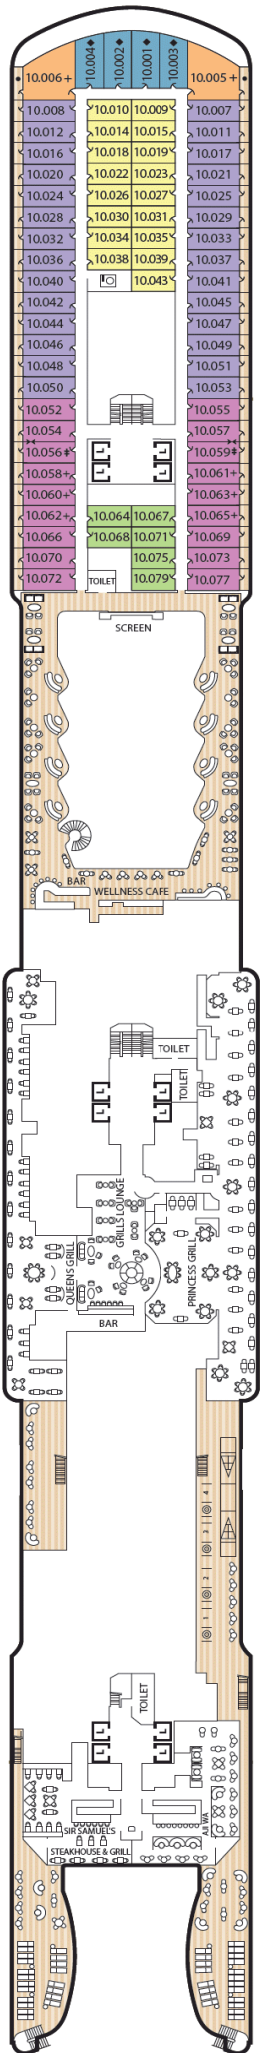 10.004◆ 10.002◆ 10.001◆ 10.003◆
10.006+ 10.005+
10.008 10.010 10.009 10.007
10.012 10.014 10.015 10.011
10.016 10.018 10.019 10.017
10.020 10.022 10.023 10.021
10.024 10.026 10.027 10.025
10.028 10.030 10.031 10.029
10.032 10.034 10.035 10.033
10.036 10.038 10.039 10.037
10.040 10.043 10.041
10.042 10.045
10.044 10.047
10.046 10.049
10.048 10.051
10.050 10.053
10.052 10.055
10.054 10.057
10.056‡ 10.059‡
10.058+ 10.061+
10.060+ 10.063+
10.062+ 10.064 10.067 10.065+
10.066 10.068 10.071 10.069
10.070 10.075 10.073
10.072 TOILET 10.079 10.077
SCREEN
BAR
WELLNESS CAFE
TOILET
TOILET
GRILLS LOUNGE
QUEENS GRILL
PRINCESS GRILL
BAR
4
3
2
1
TOILET
SIR SAMUEL'S
STEAKHOUSE & GRILL
AJI WA
L L
L L
L L
L L
L L
L L